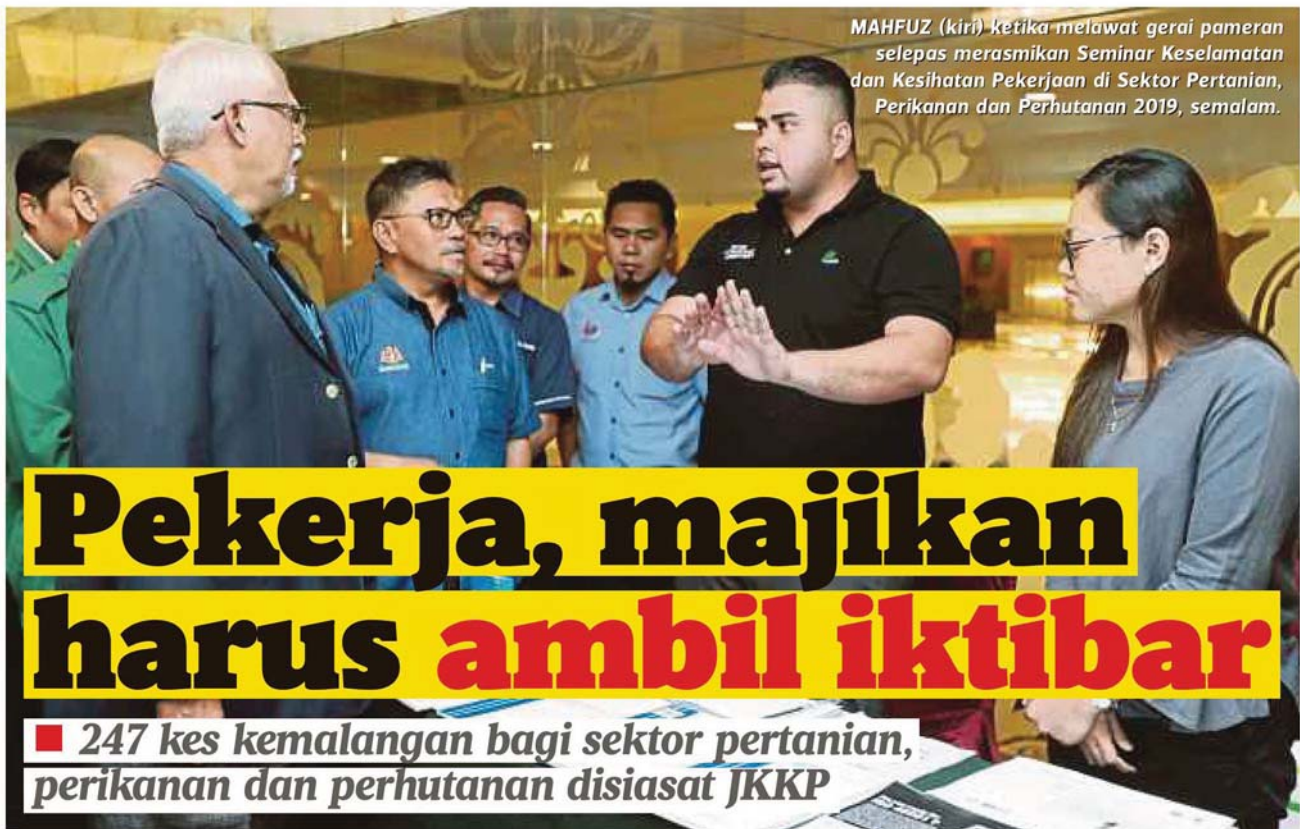 MAHFUZ (kiri) ketika melawat gerai pameran
selepas merasmikan Seminar Keselamatan
dan Kesihatan Pekerjaan di Sektor Pertanian,
Perikanan dan Perhutanan 2019, semalam.
Pekerja, majikan
harus ambil iktibar
247 kes kemalangan bagi sektor pertanian,
perikanan dan perhutanan disiasat JKKP